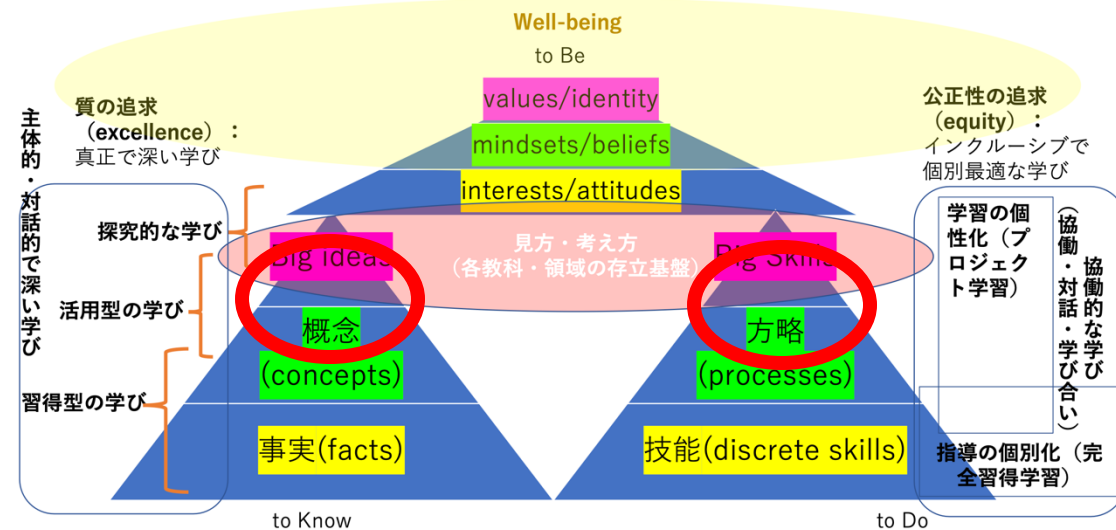 Well-being
to Be
values/identity
mindsets/beliefs
interests/attitudes
質の追求
（excellence）：
真正で深い学び
公正性の追求
（equity）：
インクルーシブで
個別最適な学び
主体的・対話的で深い学び
探究的な学び
活用型の学び
習得型の学び
Big ideas
見方・考え方
（各教科・領域の存立基盤）
Big Skills
概念
(concepts)
事実(facts)
方略
(processes)
技能(discrete skills)
学習の個
性化（プ
ロジェク
ト学習）
協働的な学び
（協働・対話・学び合い）
指導の個別化（完
全習得学習）
to Know
to Do